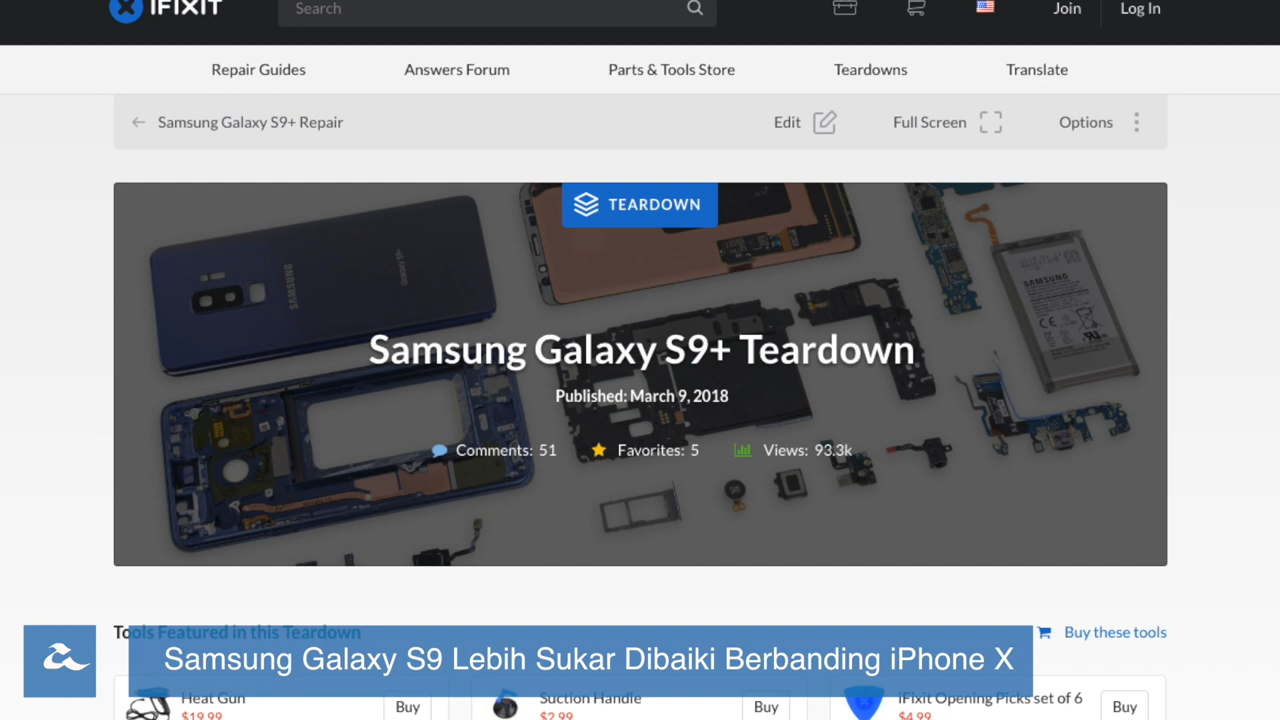 IFIXIT
Search
Join
Log In
Repair Guides
Answers Forum
Parts & Tools Store
Teardowns
Translate
Samsung Galaxy S9+ Repair
Edit
Full Screen
Options
TEARDOWN
SAMSUNG
SAMSUNG
Samsung Galaxy S9+ Teardown
Published: March 9, 2018
Comments: 51
Favorites: 5
Views: 93.3k
Tools Featured in this Teardown
Buy these tools
Samsung Galaxy S9 Lebih Sukar Dibaiki Berbanding iPhone X
Heat Gun
$19.99
Buy
Suction Handle
$2.99
Buy
iFixit Opening Picks set of 6
$4.99
Buy